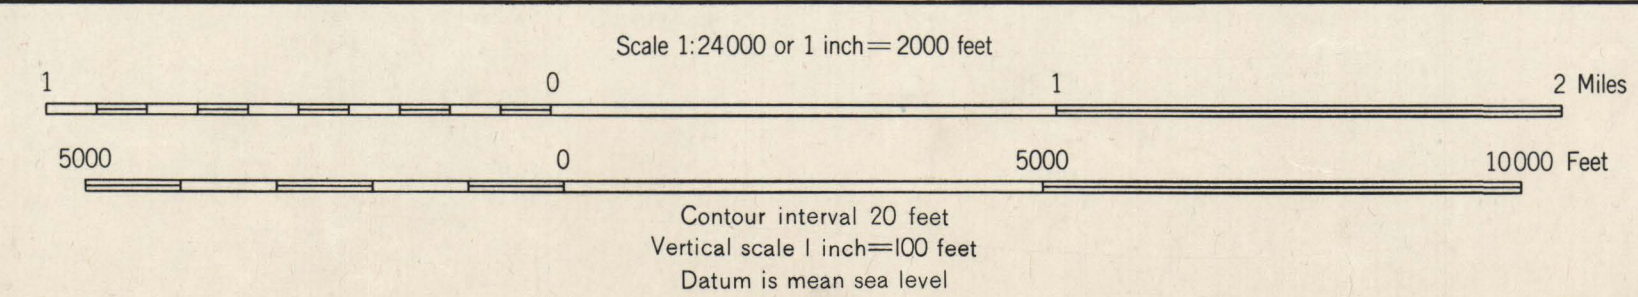 Scale 1:24000 or 1 inch=2000 feet
1 0 1 2 Miles
5000 0 5000 10000 Feet
Contour interval 20 feet
Vertical scale 1 inch=100 feet
Datum is mean sea level